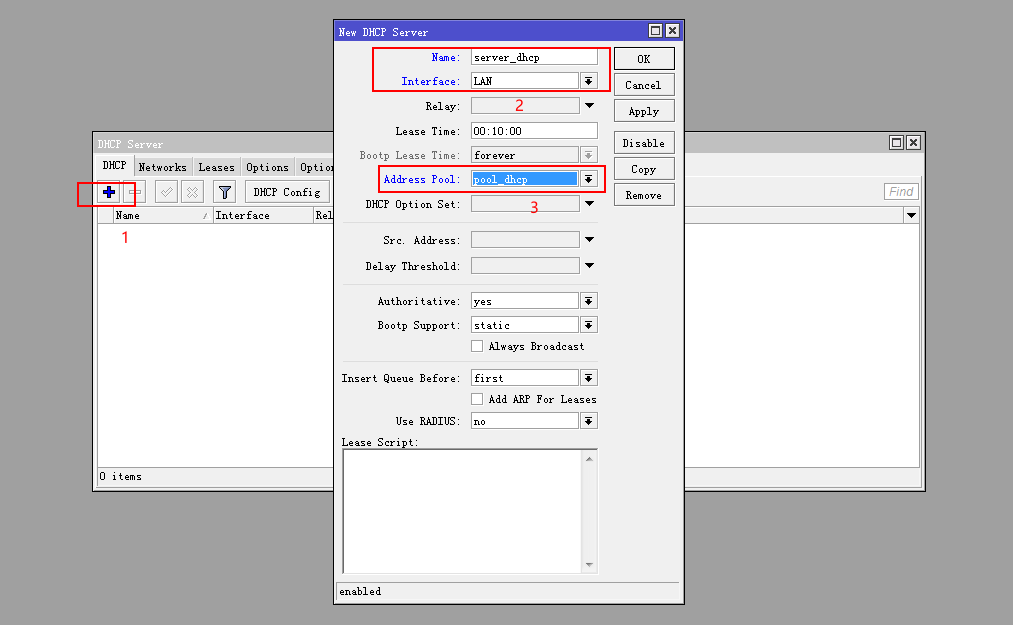 New DHCP Server
Name: server_dhcp
OK
Interface: LAN
Cancel
Relay:
2
Apply
Lease Time: 00:10:00
Disable
Bootp Lease Time: forever
Copy
Address Pool: pool_dhcp
Remove
DHCP Option Set:
3
Src. Address:
Delay Threshold:
Authoritative: yes
Bootp Support: static
Always Broadcast
Insert Queue Before: first
Add ARP For Leases
Use RADIUS: no
Lease Script:
enabled
DHCP Server
DHCP Networks Leases Options
DHCP Config
Find
Name Interface
1
0 items